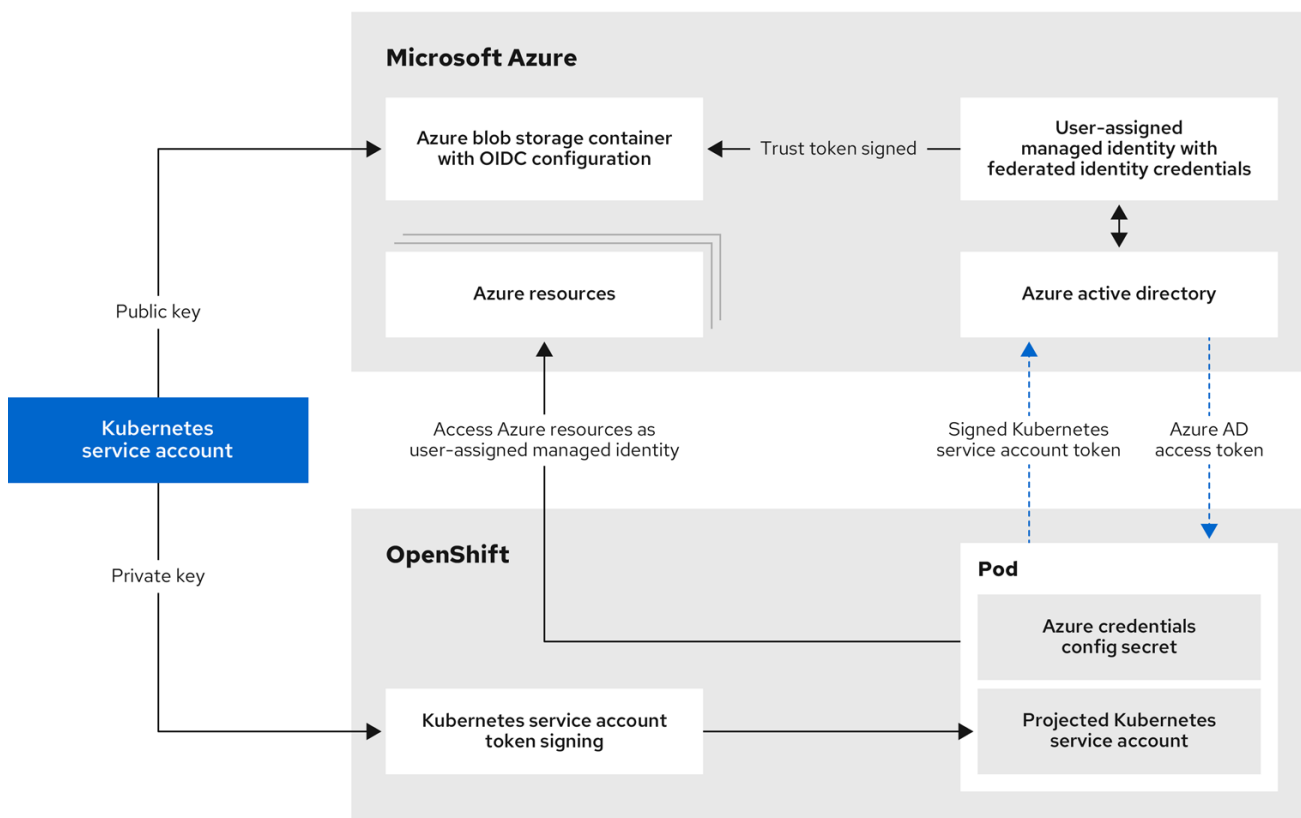 Microsoft Azure
Azure blob storage container
with OIDC configuration
Trust token signed
User-assigned
managed identity with
federated identity credentials
Azure resources
Azure active directory
Public key
Kubernetes
service account
Access Azure resources as
user-assigned managed identity
Signed Kubernetes
service account token
Azure AD
access token
Private key
OpenShift
Pod
Azure credentials
config secret
Kubernetes service account
token signing
Projected Kubernetes
service account